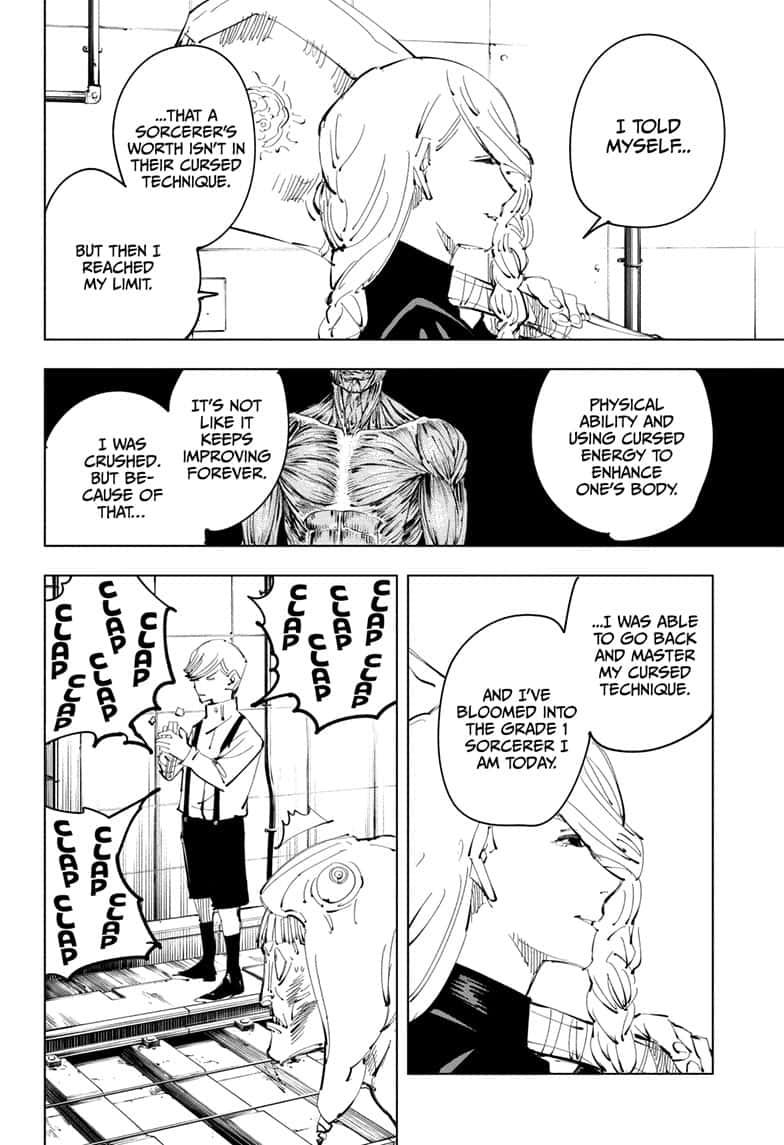 I TOLD
MYSELF...
...THAT A
SORCERER'S
WORTH ISN'T IN
THEIR CURSED
TECHNIQUE.
BUT THEN I
REACHED
MY LIMIT.
PHYSICAL
ABILITY AND
USING CURSED
ENERGY TO
ENHANCE
ONE'S BODY.
IT'S NOT
LIKE IT
KEEPS
IMPROVING
FOREVER.
I WAS
CRUSHED.
BUT BE-
CAUSE OF
THAT...
...I WAS ABLE
TO GO BACK
AND MASTER
MY CURSED
TECHNIQUE.
AND I'VE
BLOOMED INTO
THE GRADE 1
SORCERER I
AM TODAY.
CLAP
CLAP
CLAP
CLAP
CLAP
CLAP
CLAP
CLAP
CLAP
CLAP
CLAP
CLAP
CLAP
CLAP